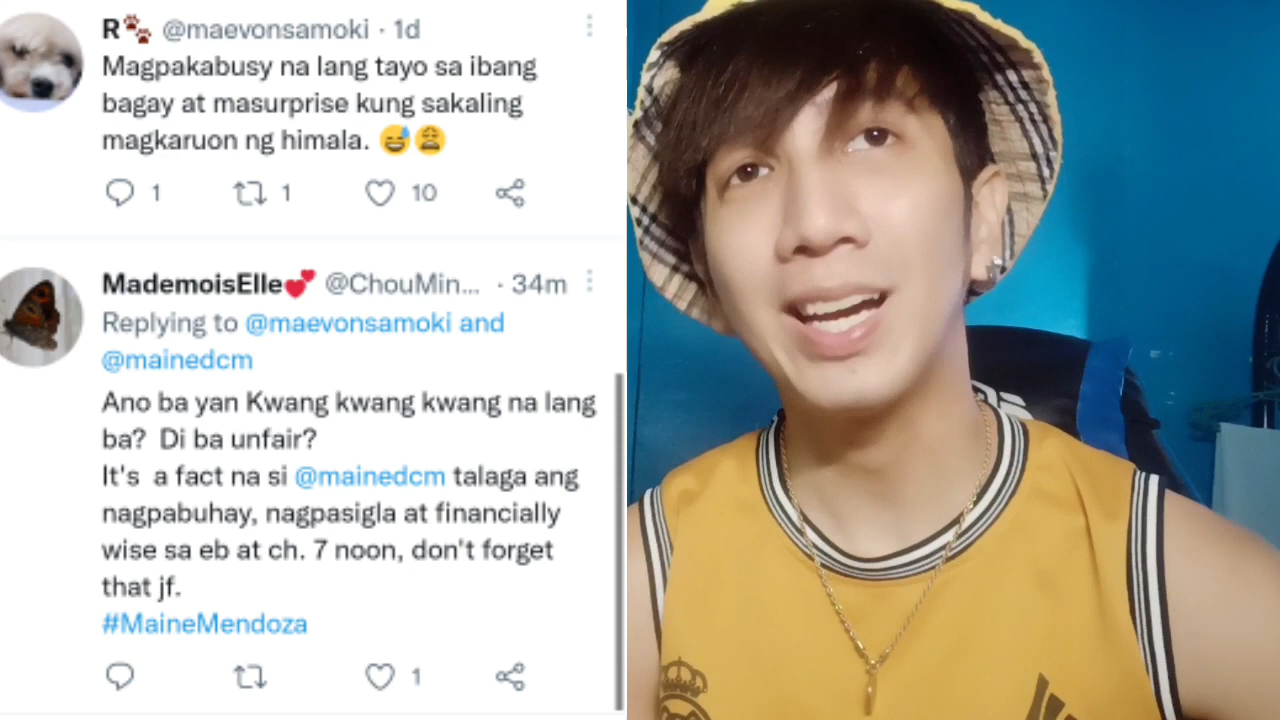 R🐾 @maevonsamoki · 1d
Magpakabusy na lang tayo sa ibang
bagay at masurprise kung sakaling
magkaruon ng himala. 😅😩
1 1 10
MademoisElle💕 @ChouMin... · 34m
Replying to @maevonsamoki and
@mainedcm
Ano ba yan Kwang kwang kwang na lang
ba? Di ba unfair?
It's a fact na si @mainedcm talaga ang
nagpabuhay, nagpasigla at financially
wise sa eb at ch. 7 noon, don't forget
that jf.
#MaineMendoza
1